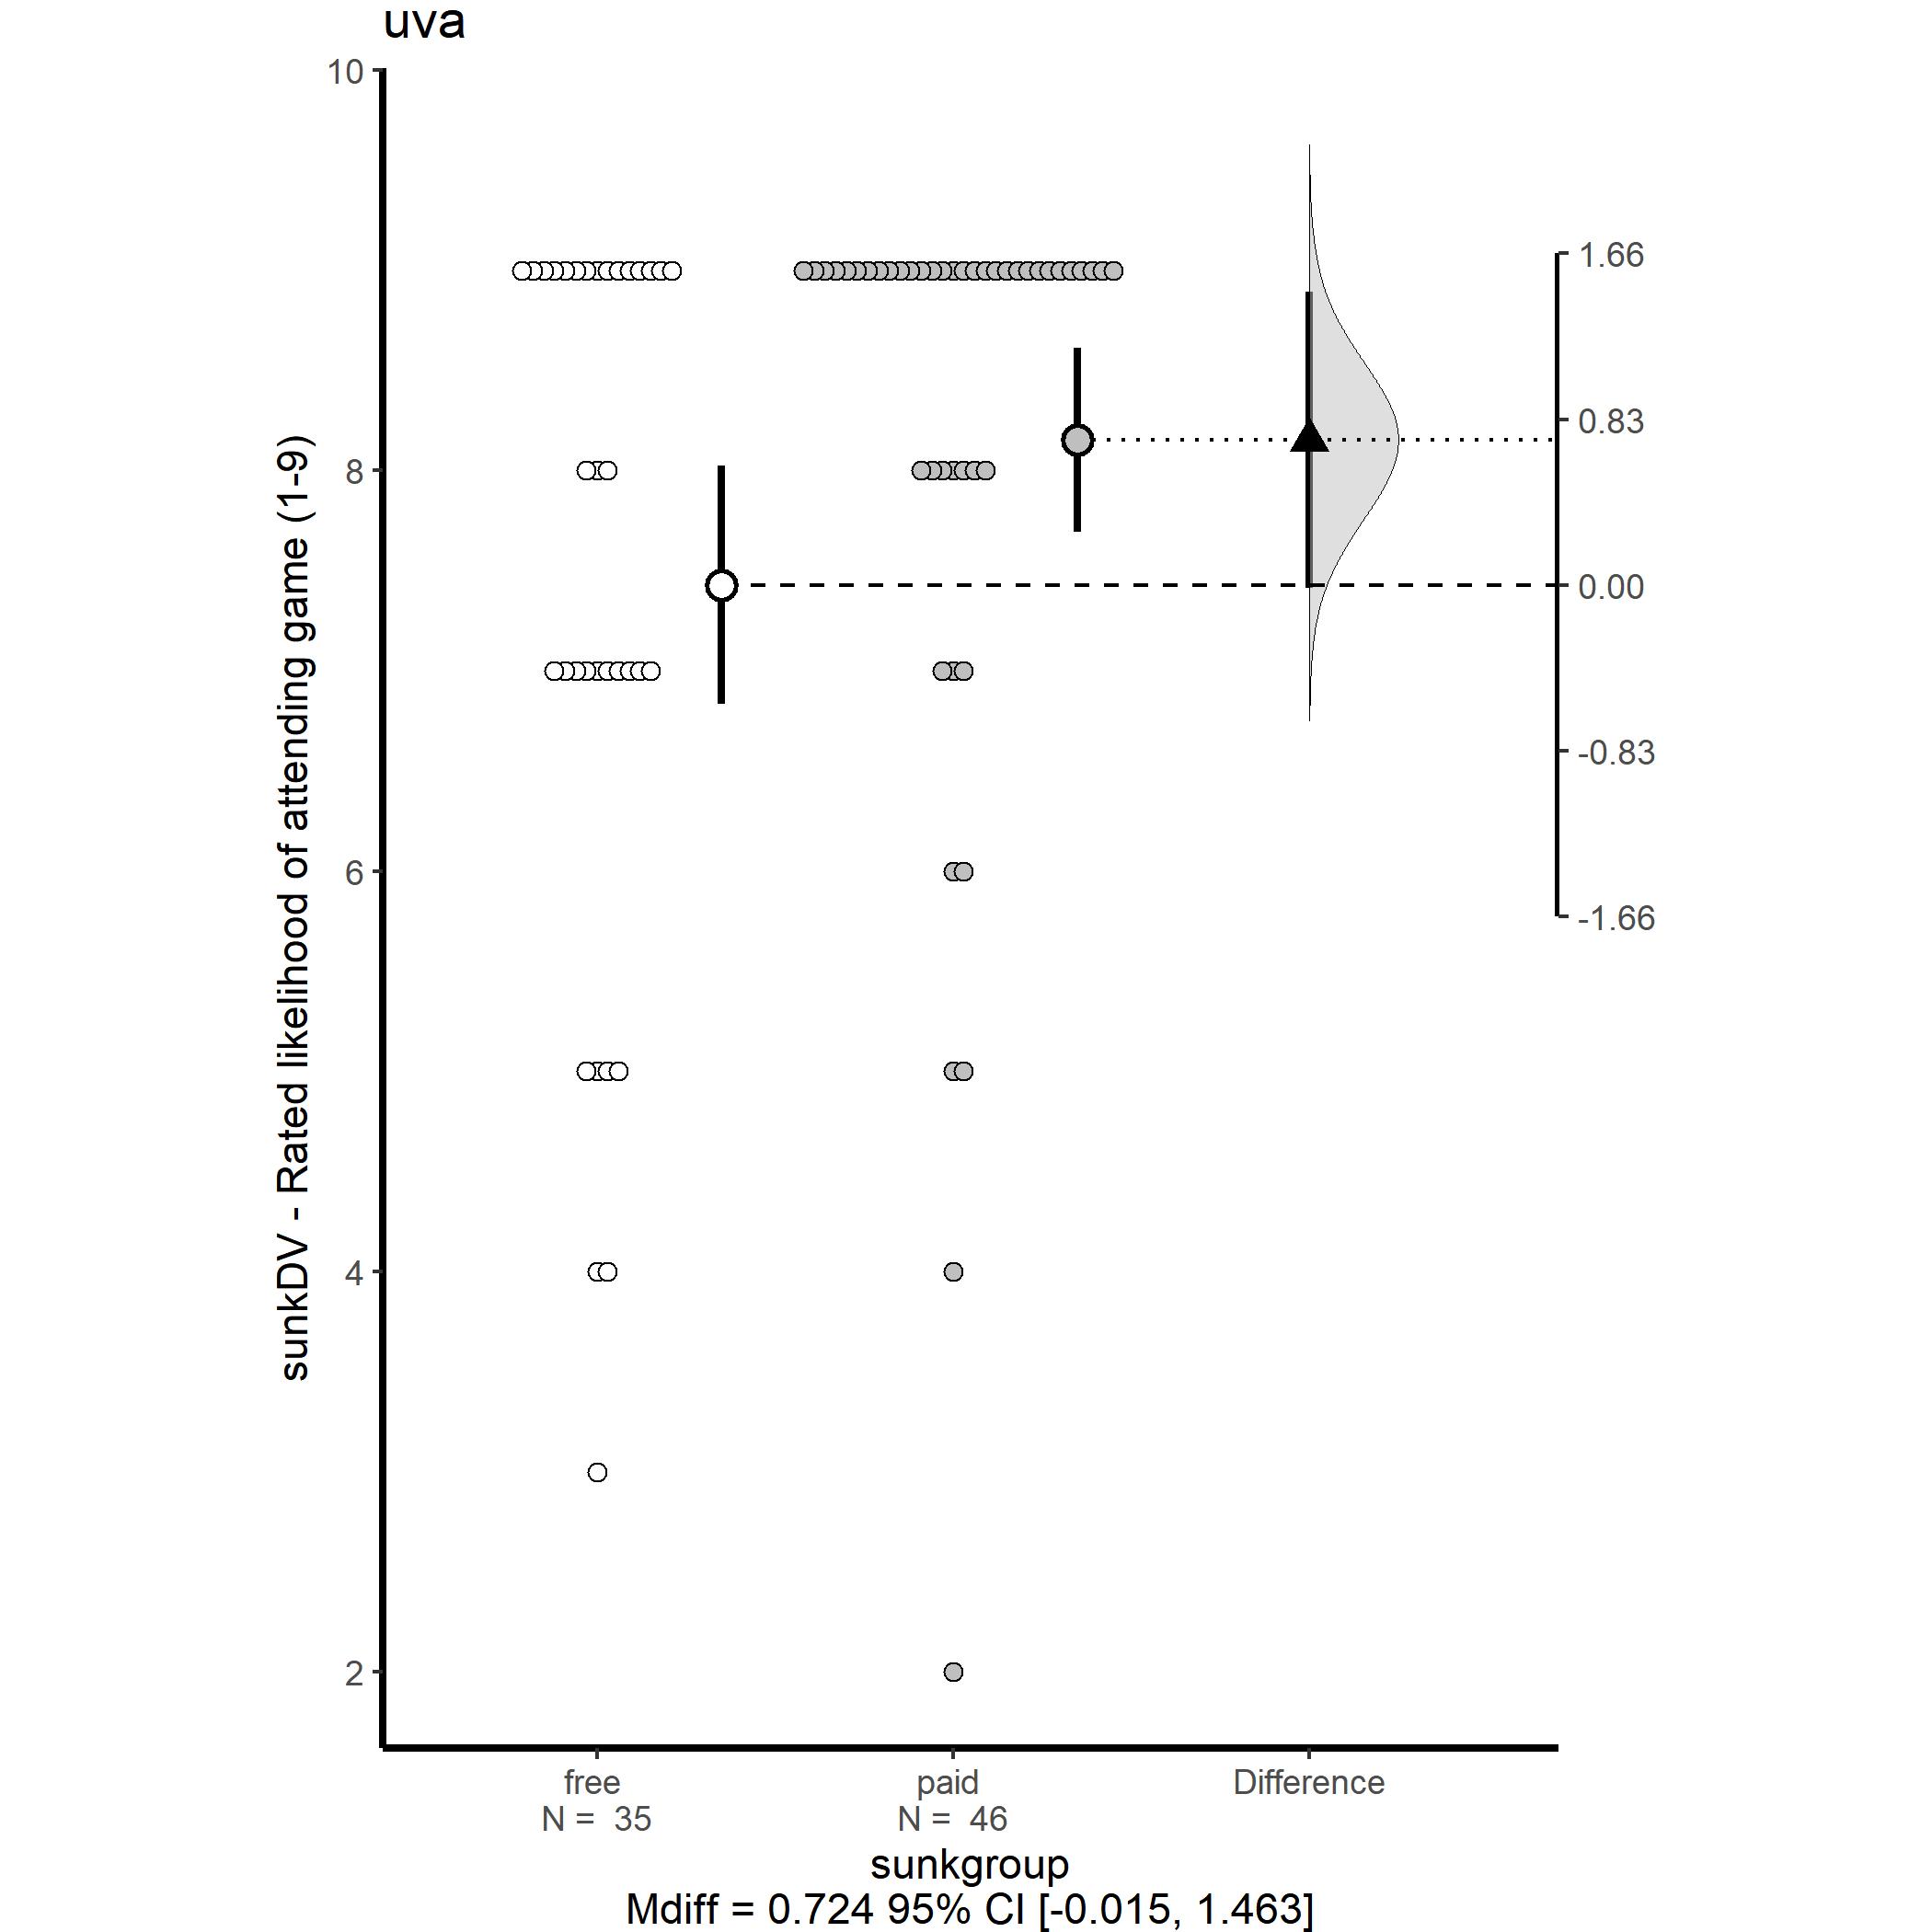 uva
10
8
6
4
2
sunkDV - Rated likelihood of attending game (1-9)
1.66
0.83
0.00
-0.83
-1.66
free
N =  35
paid
N =  46
Difference
sunkgroup
Mdiff = 0.724 95% CI [-0.015, 1.463]